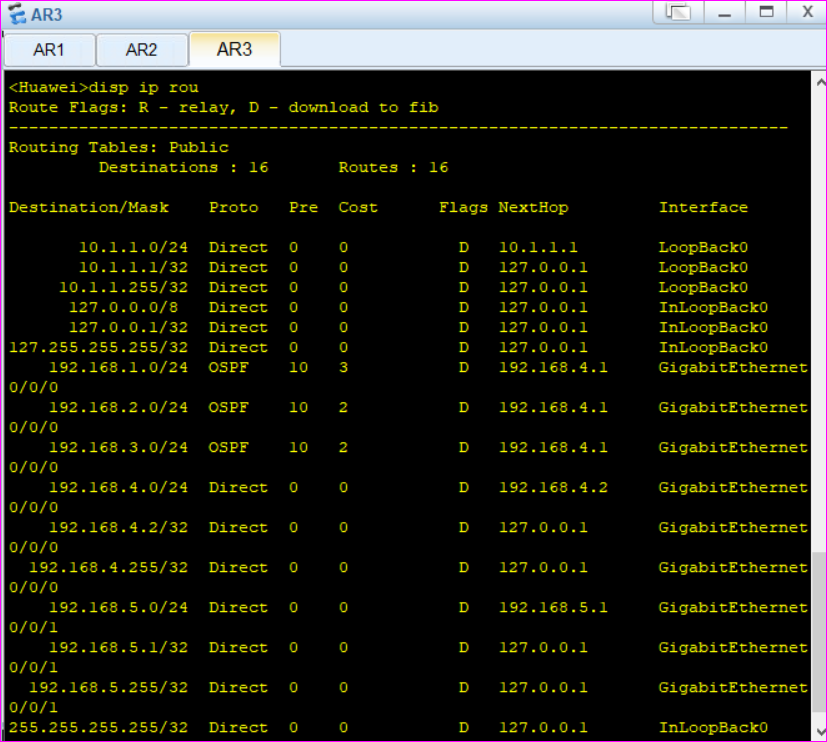 AR3
AR1 AR2 AR3
<Huawei>disp ip rou
Route Flags: R - relay, D - download to fib
------------------------------------------------------------------------------
Routing Tables: Public
         Destinations : 16       Routes : 16
Destination/Mask    Proto   Pre  Cost      Flags NextHop         Interface
       10.1.1.0/24  Direct  0    0           D   10.1.1.1        LoopBack0
       10.1.1.1/32  Direct  0    0           D   127.0.0.1       LoopBack0
     10.1.1.255/32  Direct  0    0           D   127.0.0.1       LoopBack0
      127.0.0.0/8   Direct  0    0           D   127.0.0.1       InLoopBack0
      127.0.0.1/32  Direct  0    0           D   127.0.0.1       InLoopBack0
127.255.255.255/32  Direct  0    0           D   127.0.0.1       InLoopBack0
    192.168.1.0/24  OSPF    10   3           D   192.168.4.1     GigabitEthernet
0/0/0
    192.168.2.0/24  OSPF    10   2           D   192.168.4.1     GigabitEthernet
0/0/0
    192.168.3.0/24  OSPF    10   2           D   192.168.4.1     GigabitEthernet
0/0/0
    192.168.4.0/24  Direct  0    0           D   192.168.4.2     GigabitEthernet
0/0/0
    192.168.4.2/32  Direct  0    0           D   127.0.0.1       GigabitEthernet
0/0/0
  192.168.4.255/32  Direct  0    0           D   127.0.0.1       GigabitEthernet
0/0/0
    192.168.5.0/24  Direct  0    0           D   192.168.5.1     GigabitEthernet
0/0/1
    192.168.5.1/32  Direct  0    0           D   127.0.0.1       GigabitEthernet
0/0/1
  192.168.5.255/32  Direct  0    0           D   127.0.0.1       GigabitEthernet
0/0/1
255.255.255.255/32  Direct  0    0           D   127.0.0.1       InLoopBack0